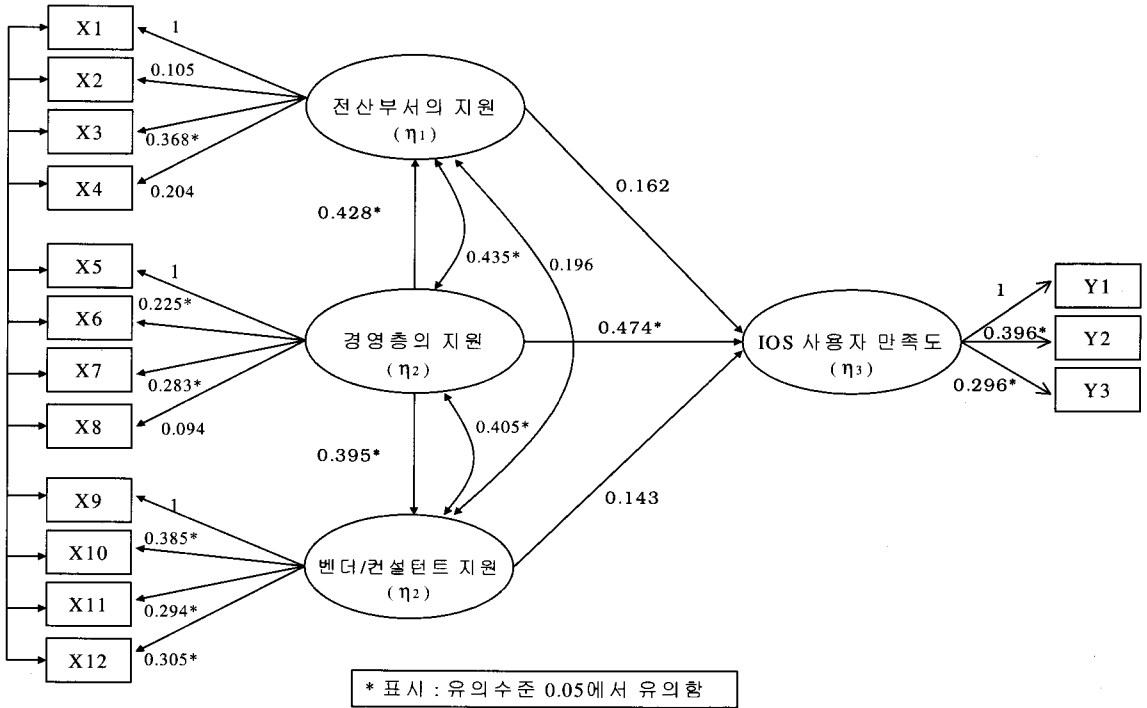 X1
1
X2
0.105
X3
0.368*
X4
0.204
전산부서의 지원
(η1)
0.162
0.428*
0.435*
0.196
X5
1
X6
0.225*
X7
0.283*
X8
0.094
경영층의 지원
(η2)
0.474*
IOS 사용자 만족도
(η3)
1
Y1
0.396*
Y2
0.296*
Y3
0.395*
0.405*
0.143
X9
1
X10
0.385*
X11
0.294*
X12
0.305*
벤더/컨설턴트 지원
(η2)
* 표시 : 유의수준 0.05에서 유의함